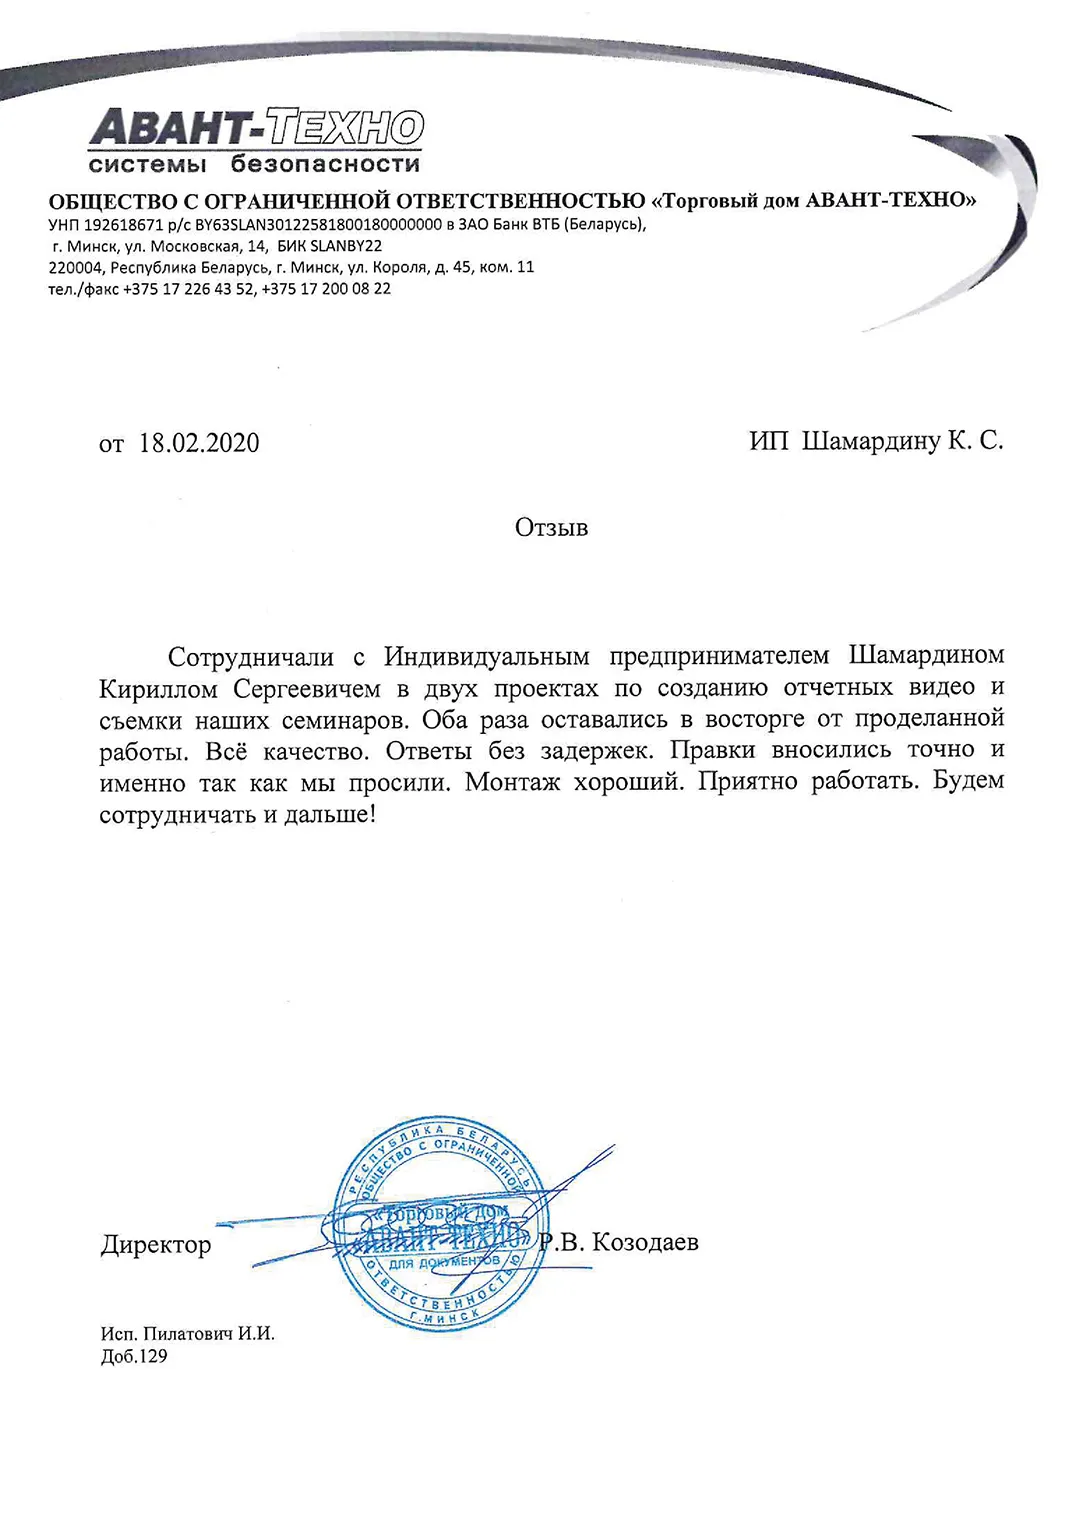 АВАНТ-ТЕХНО
системы безопасности
ОБЩЕСТВО С ОГРАНИЧЕННОЙ ОТВЕТСТВЕННОСТЬЮ «Торговый дом АВАНТ-ТЕХНО»
УНП 192618671 р/с BY63SLAN30122581800180000000 в ЗАО Банк ВТБ (Беларусь),
г. Минск, ул. Московская, 14, БИК SLANBY22
220004, Республика Беларусь, г. Минск, ул. Короля, д. 45, ком. 11
тел./факс +375 17 226 43 52, +375 17 200 08 22
от 18.02.2020 ИП Шамардину К. С.
Отзыв
Сотрудничали с Индивидуальным предпринимателем Шамардином
Кириллом Сергеевичем в двух проектах по созданию отчетных видео и
съемки наших семинаров. Оба раза оставались в восторге от проделанной
работы. Всё качество. Ответы без задержек. Правки вносились точно и
именно так как мы просили. Монтаж хороший. Приятно работать. Будем
сотрудничать и дальше!
РЕСПУБЛИКА БЕЛАРУСЬ
ОБЩЕСТВО С ОГРАНИЧЕННОЙ
«Торговый дом
АВАНТ-ТЕХНО»
ДЛЯ ДОКУМЕНТОВ
ОТВЕТСТВЕННОСТЬЮ
Г.МИНСК
Директор Р.В. Козодаев
Исп. Пилатович И.И.
Доб.129